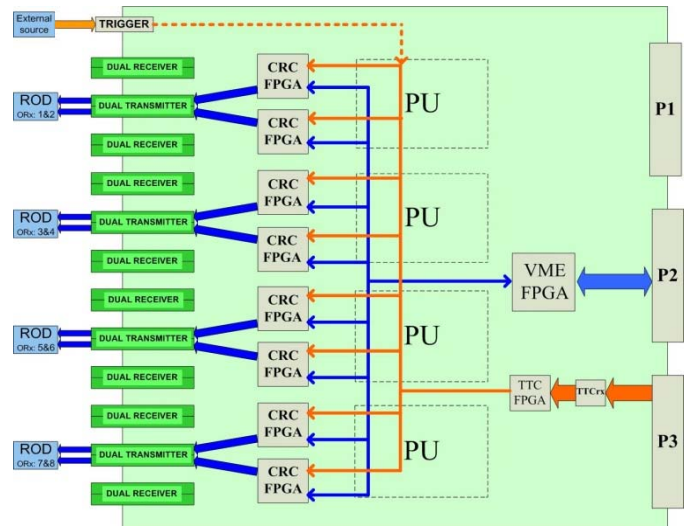 External
source
TRIGGER
DUAL RECEIVER
ROD
ORx: 1&2
DUAL TRANSMITTER
DUAL RECEIVER
CRC
FPGA
CRC
FPGA
PU
P1
DUAL RECEIVER
ROD
ORx: 3&4
DUAL TRANSMITTER
DUAL RECEIVER
CRC
FPGA
CRC
FPGA
PU
VME
FPGA
P2
DUAL RECEIVER
ROD
ORx: 5&6
DUAL TRANSMITTER
DUAL RECEIVER
CRC
FPGA
CRC
FPGA
PU
TTC
FPGA
TTCrx
P3
DUAL RECEIVER
ROD
ORx: 7&8
DUAL TRANSMITTER
DUAL RECEIVER
CRC
FPGA
CRC
FPGA
PU